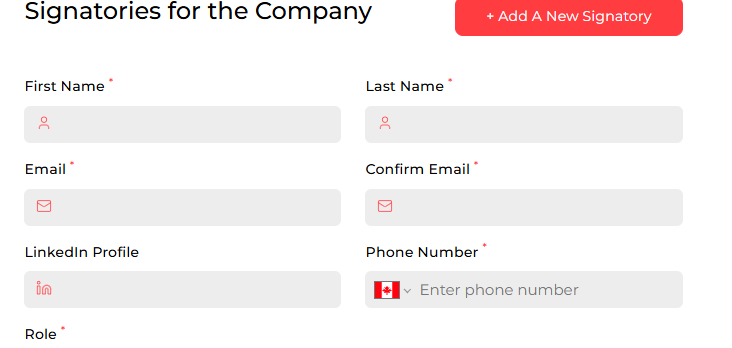 Signatories for the Company
+ Add A New Signatory
First Name *
Last Name *
Email *
Confirm Email *
LinkedIn Profile
Phone Number *
Enter phone number
Role *